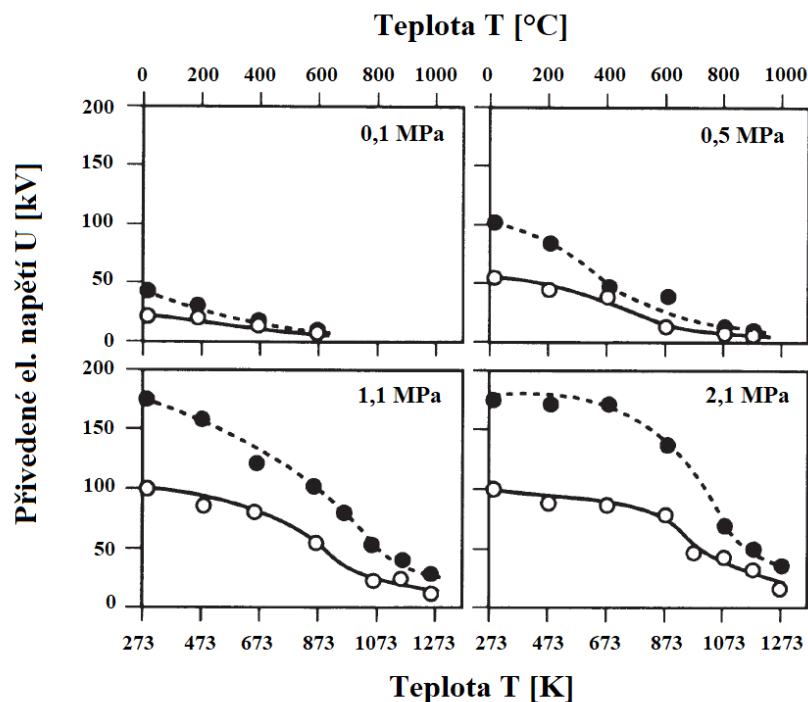 Teplota T [°C]
0 200 400 600 800 1000 0 200 400 600 800 1000
200
0,1 MPa 0,5 MPa
150
100
50
0
Přivedené el. napětí U [kV]
200
1,1 MPa 2,1 MPa
150
100
50
0
273 473 673 873 1073 1273 273 473 673 873 1073 1273
Teplota T [K]